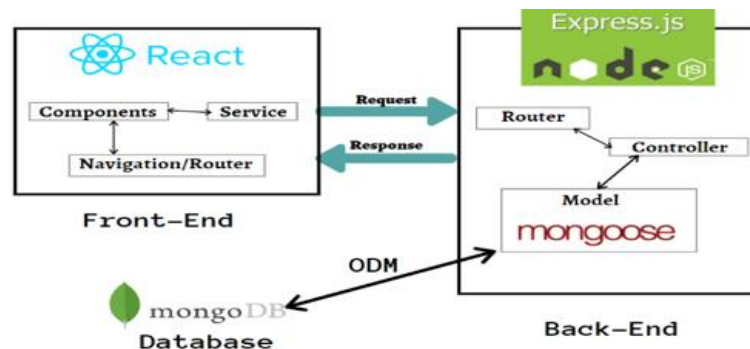 React
Components
Service
Navigation/Router
Front-End
Request
Response
Express.js
node
JS
Router
Controller
Model
mongoose
Back-End
ODM
mongoDB
Database